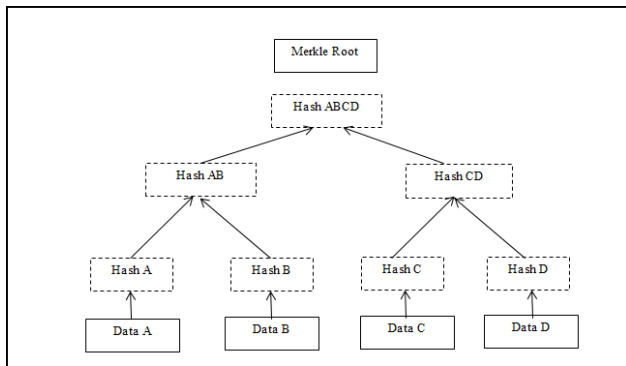 Merkle Root
Hash ABCD
Hash AB
Hash CD
Hash A
Hash B
Hash C
Hash D
Data A
Data B
Data C
Data D